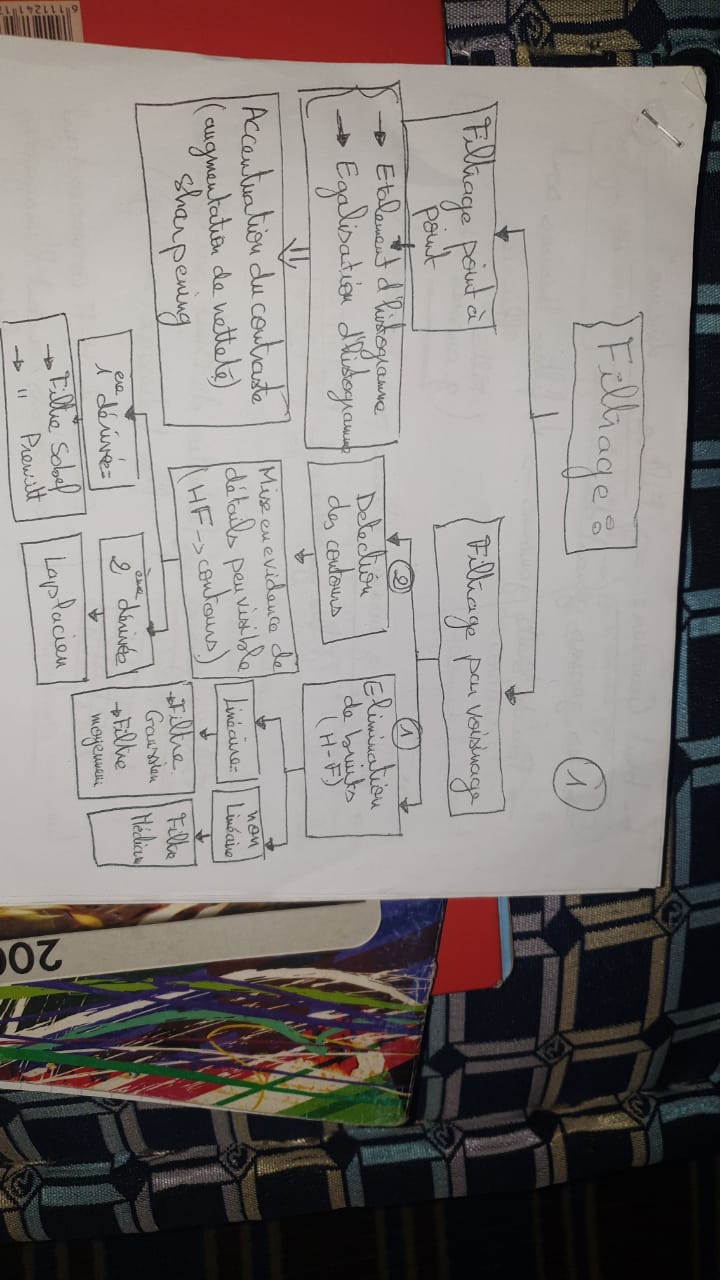 Filtrage :
1
Filtrage point à
point
Filtrage par voisinage
→ Etalement d'histogramme
→ Egalisation d'histogramme
Accentuation du contraste
(augmentation de netteté)
sharpening
2
Detection
des contours
Mise en evidence de
détails peu visible
(HF → contours)
1ere dérivée =
→ Filtre Sobel
→ " Prewitt
2ème dérivée
Laplacien
1
Elimination
de bruits
(H-F)
Linéaire =
→ Filtre
Gaussien
→ Filtre
moyenneur
non
Linéaire
Filtre
Médian
200